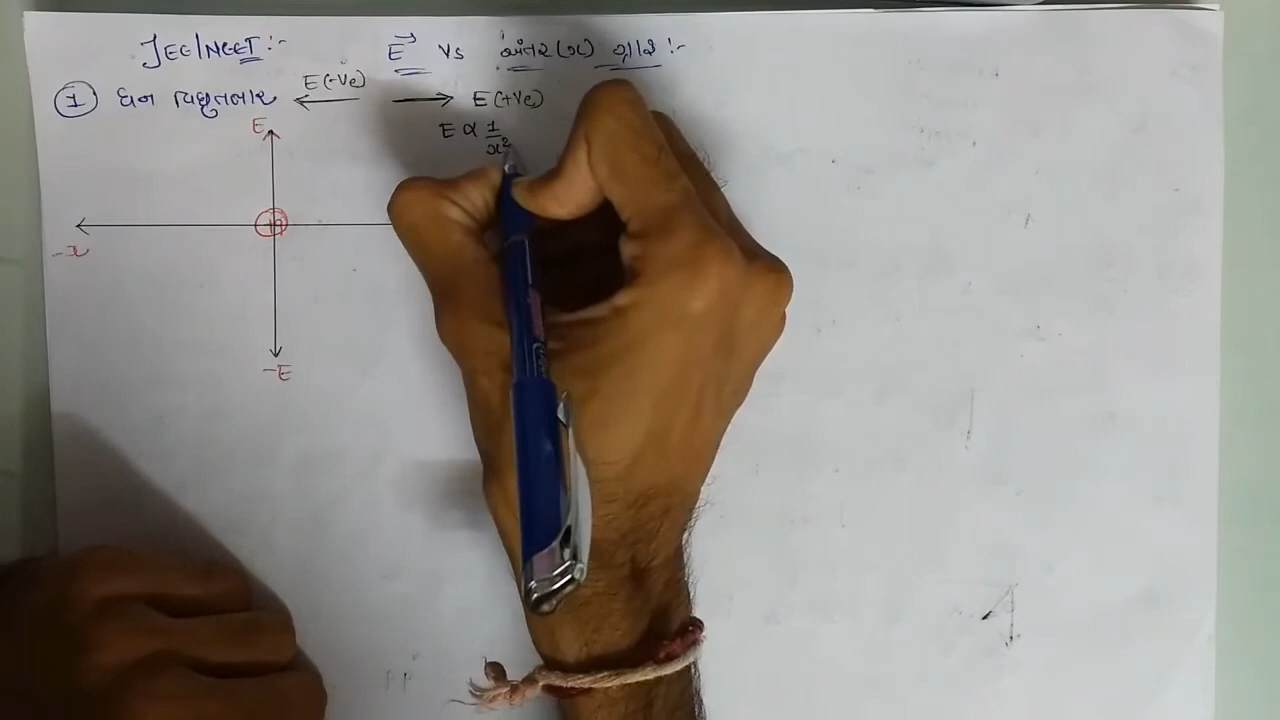 JEE/NEET :-
E⃗ vs અંતર (x) ગ્રાફ :-
1 ધન વિદ્યુતભાર E(-ve) E(+ve)
E ∝ 1/x²
E
+q
-x
-E